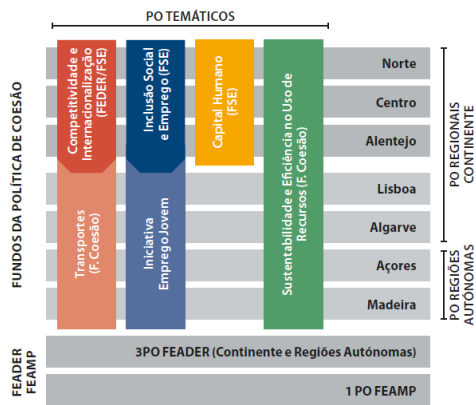 PO TEMÁTICOS
FUNDOS DA POLÍTICA DE COESÃO
Competitividade e
Internacionalização
(FEDER/FSE)
Transportes
(F. Coesão)
Inclusão Social
e Emprego (FSE)
Iniciativa
Emprego Jovem
Capital Humano
(FSE)
Sustentabilidade e Eficiência no Uso de
Recursos (F. Coesão)
Norte
Centro
Alentejo
Lisboa
Algarve
Açores
Madeira
PO REGIONAIS
CONTINENTE
PO REGIÕES
AUTÓNOMAS
FEADER
FEAMP
3PO FEADER (Continente e Regiões Autónomas)
1 PO FEAMP